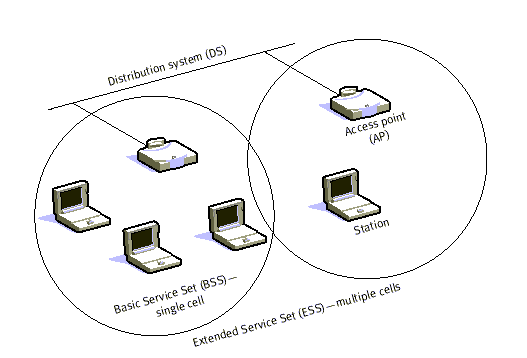 Distribution system (DS)
Access point
(AP)
Station
Basic Service Set (BSS)—
single cell
Extended Service Set (ESS)—multiple cells